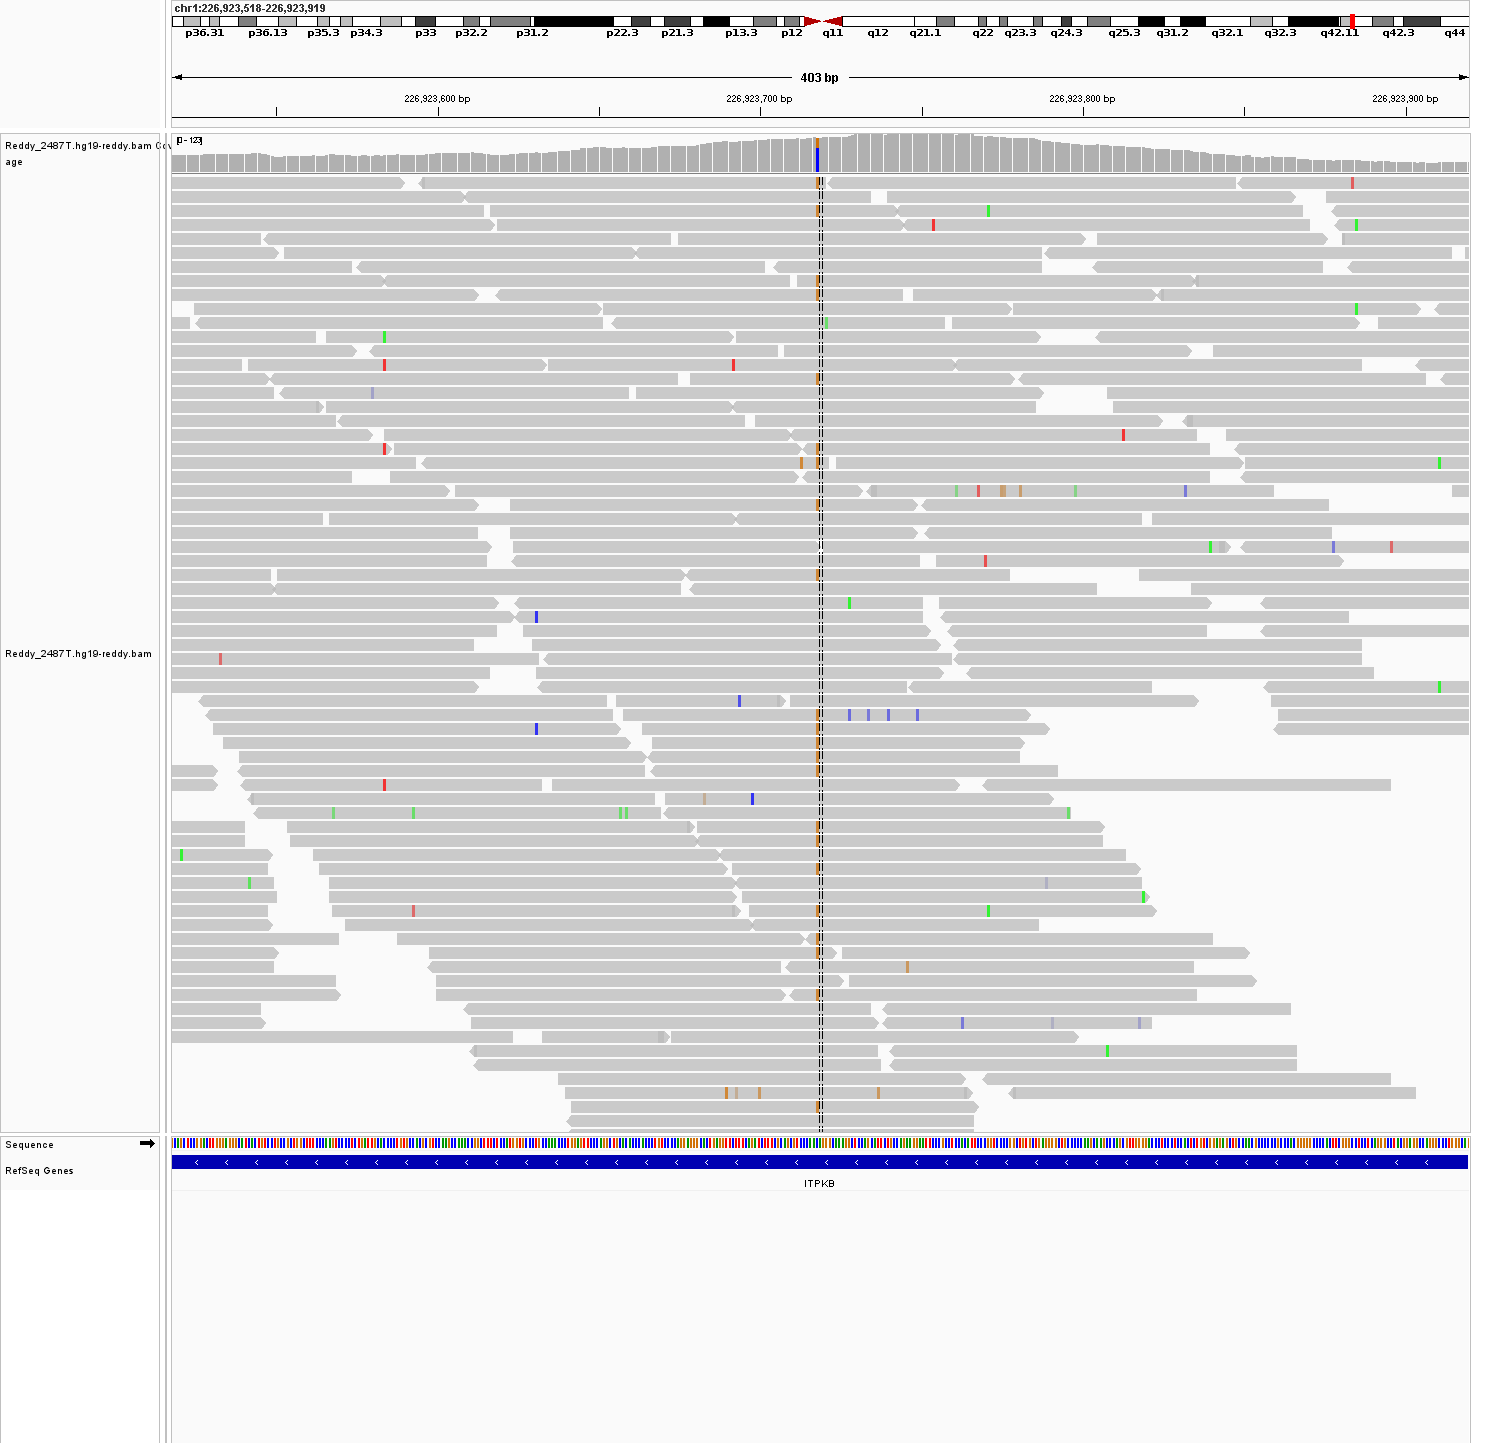 chr1:226,923,518-226,923,919
p36.31 p36.13 p35.3 p34.3 p33 p32.2 p31.2 p22.3 p21.3 p13.3 p12 q11 q12 q21.1 q22 q23.3 q24.3 q25.3 q31.2 q32.1 q32.3 q42.11 q42.3 q44
403 bp
226,923,600 bp 226,923,700 bp 226,923,800 bp 226,923,900 bp
Reddy_2487T.hg19-reddy.bam Cov
age
[0 - 123]
Reddy_2487T.hg19-reddy.bam
Sequence
RefSeq Genes
ITPKB